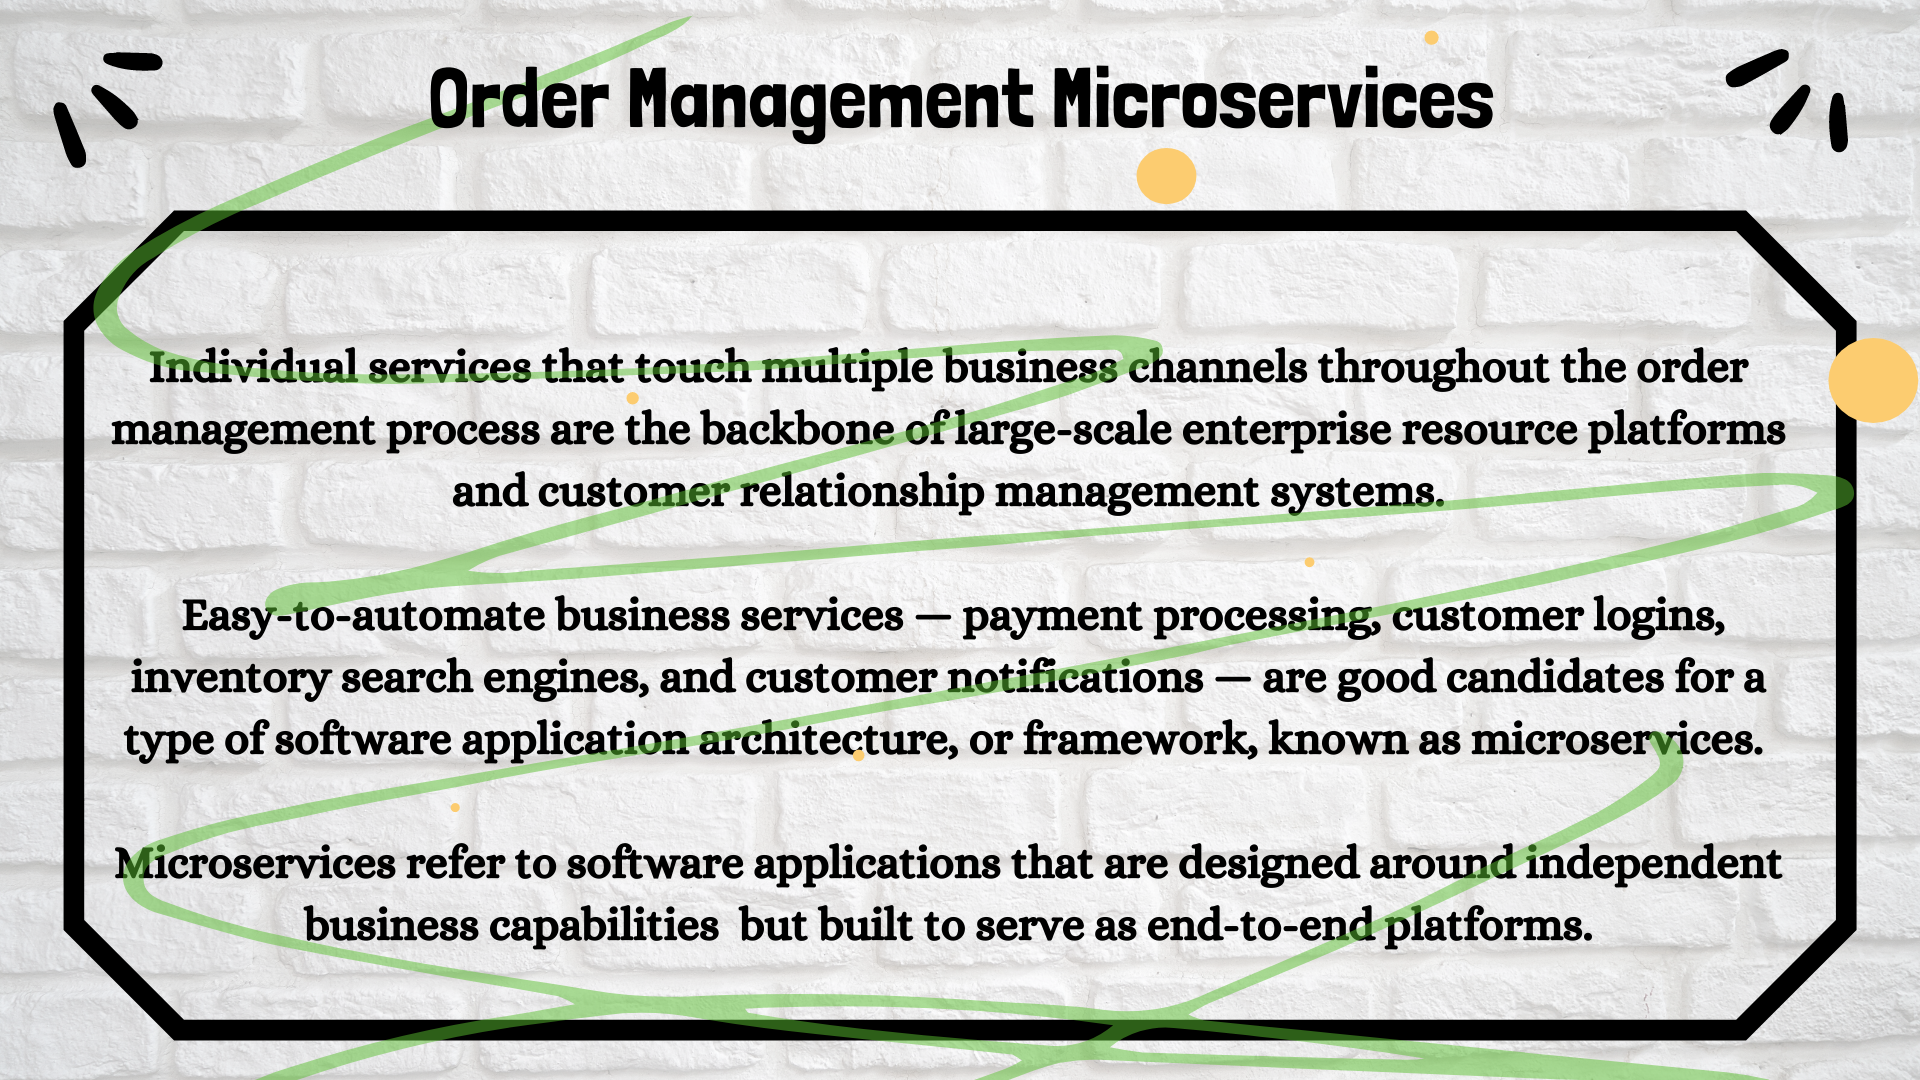 Order Management Microservices
Individual services that touch multiple business channels throughout the order
management process are the backbone of large-scale enterprise resource platforms
and customer relationship management systems.
Easy-to-automate business services — payment processing, customer logins,
inventory search engines, and customer notifications — are good candidates for a
type of software application architecture, or framework, known as microservices.
Microservices refer to software applications that are designed around independent
business capabilities  but built to serve as end-to-end platforms.